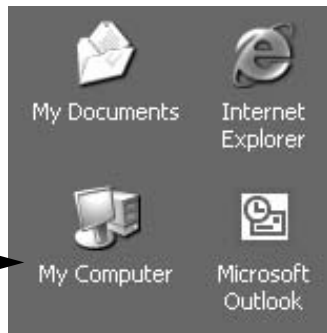 My Documents
Internet
Explorer
My Computer
Microsoft
Outlook